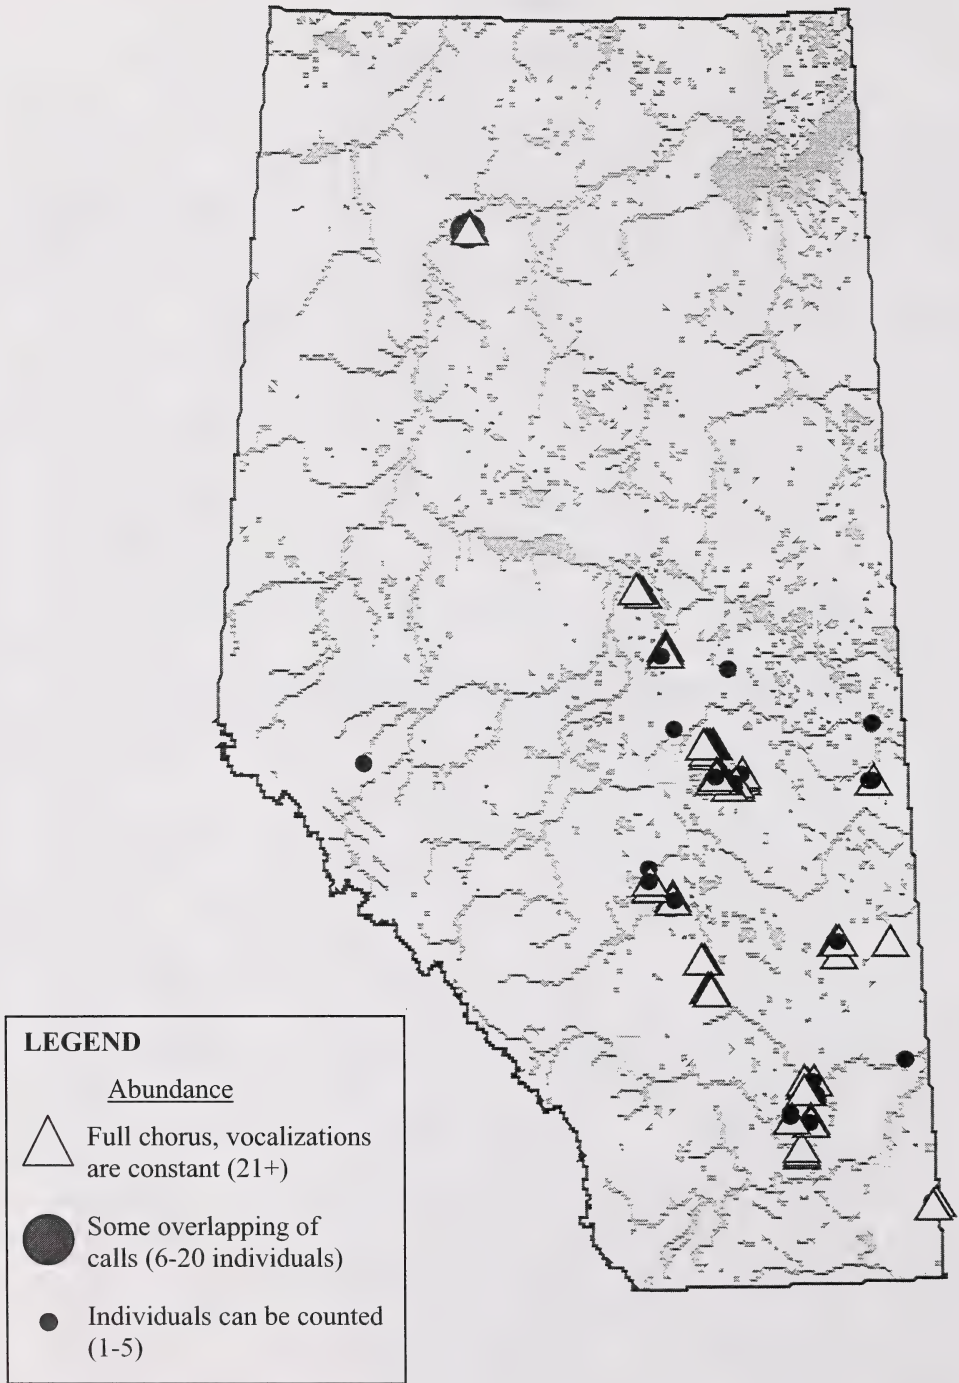 LEGEND
Abundance
Full chorus, vocalizations
are constant (21+)
Some overlapping of
calls (6-20 individuals)
Individuals can be counted
(1-5)